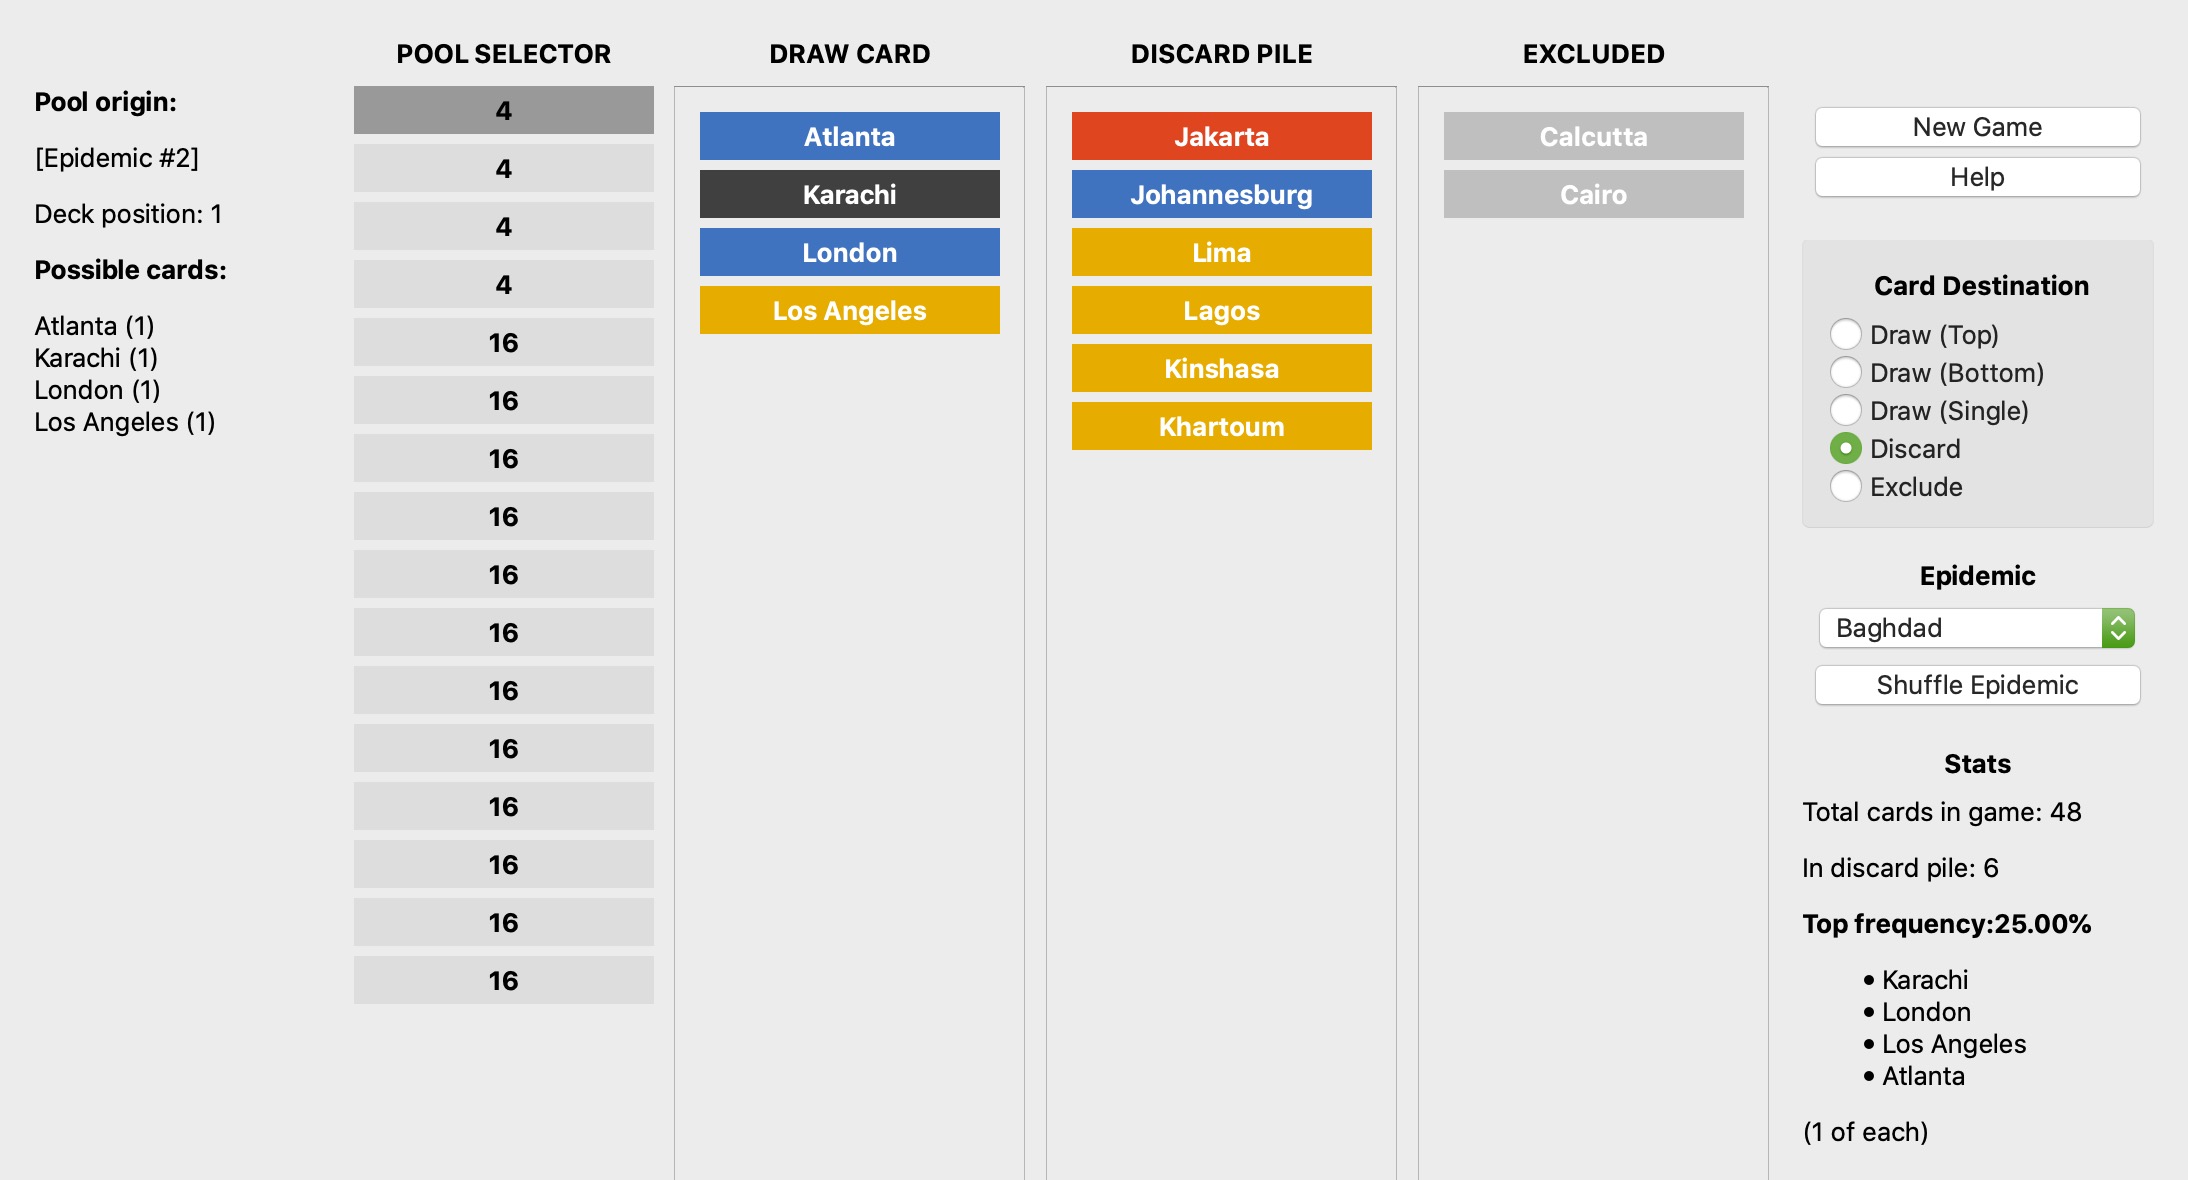 POOL SELECTOR
DRAW CARD
DISCARD PILE
EXCLUDED
Pool origin:
[Epidemic #2]
Deck position: 1
Possible cards:
Atlanta (1)
Karachi (1)
London (1)
Los Angeles (1)
4
4
4
4
16
16
16
16
16
16
16
16
16
16
16
16
Atlanta
Karachi
London
Los Angeles
Jakarta
Johannesburg
Lima
Lagos
Kinshasa
Khartoum
Calcutta
Cairo
New Game
Help
Card Destination
Draw (Top)
Draw (Bottom)
Draw (Single)
Discard
Exclude
Epidemic
Baghdad
Shuffle Epidemic
Stats
Total cards in game: 48
In discard pile: 6
Top frequency:25.00%
• Karachi
• London
• Los Angeles
• Atlanta
(1 of each)